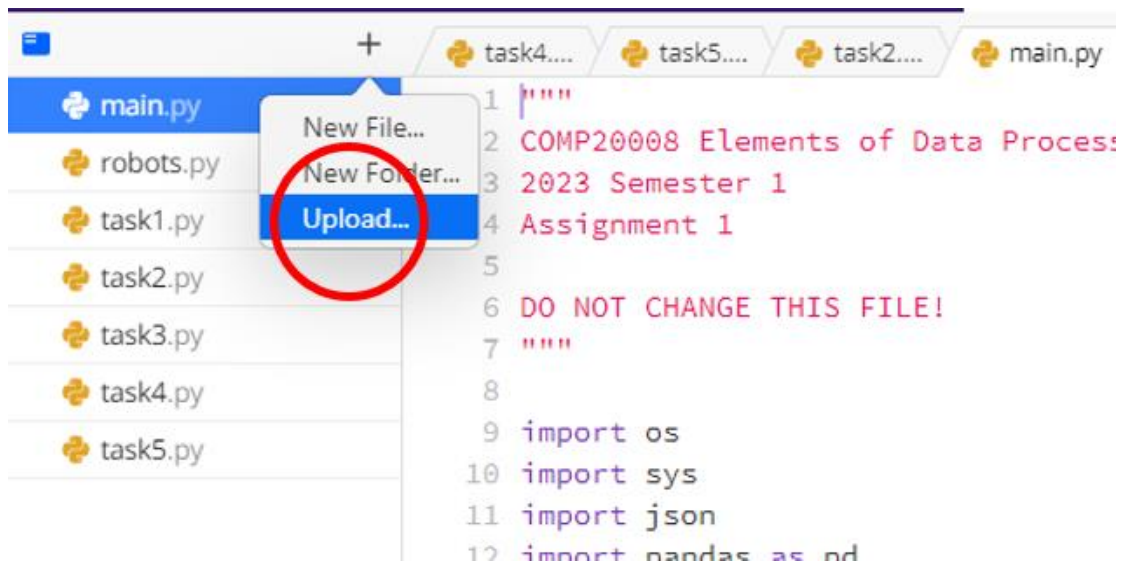 +
task4....
task5....
task2....
main.py
main.py
robots.py
task1.py
task2.py
task3.py
task4.py
task5.py
New File...
New Folder...
Upload...
1 """
2 COMP20008 Elements of Data Process
3 2023 Semester 1
4 Assignment 1
5
6 DO NOT CHANGE THIS FILE!
7 """
8
9 import os
10 import sys
11 import json
12 import pandas as pd